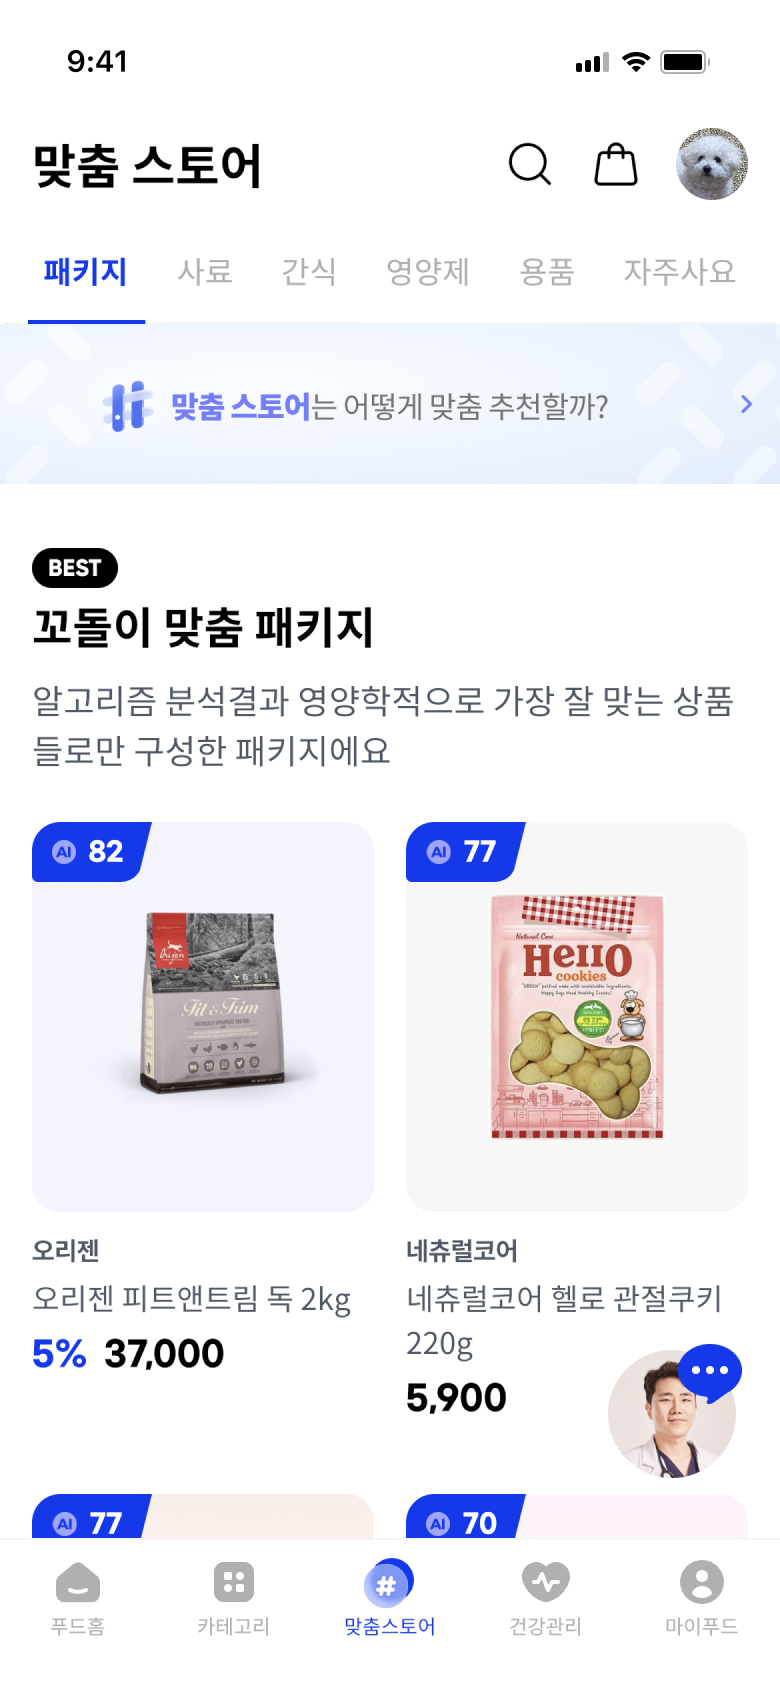 9:41
맞춤 스토어
패키지 사료 간식 영양제 용품 자주사요
맞춤 스토어는 어떻게 맞춤 추천할까?
BEST
꼬돌이 맞춤 패키지
알고리즘 분석결과 영양학적으로 가장 잘 맞는 상품
들로만 구성한 패키지에요
AI 82
AI 77
Orijen
Fit & Trim
Natural Core
Hello
cookies
오리젠
오리젠 피트앤트림 독 2kg
5% 37,000
네츄럴코어
네츄럴코어 헬로 관절쿠키
220g
5,900
AI 77
AI 70
#
푸드홈 카테고리 맞춤스토어 건강관리 마이푸드